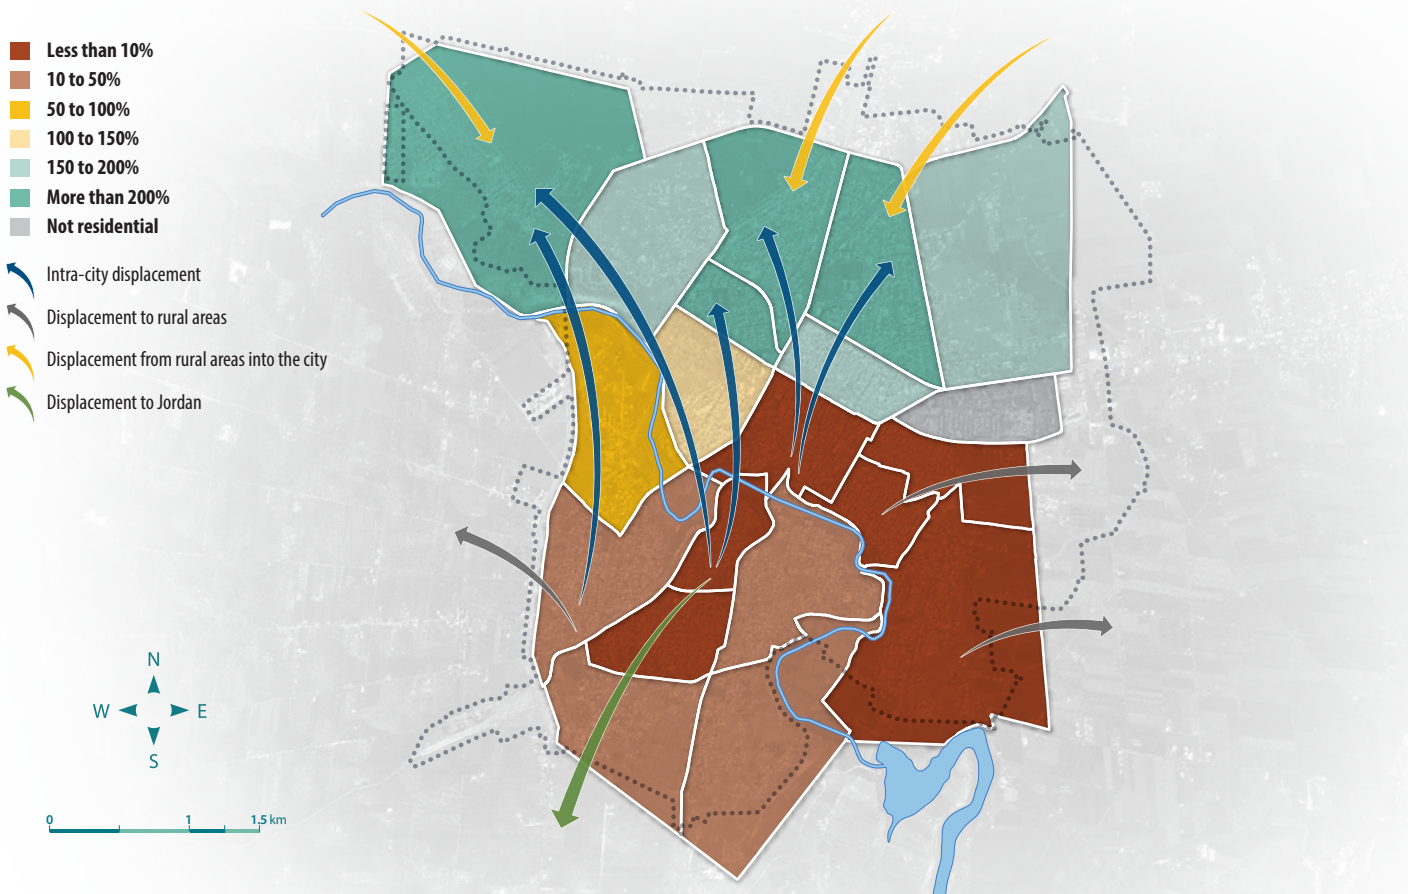 Less than 10%
10 to 50%
50 to 100%
100 to 150%
150 to 200%
More than 200%
Not residential
Intra-city displacement
Displacement to rural areas
Displacement from rural areas into the city
Displacement to Jordan
N
W E
S
0 1 1.5 km